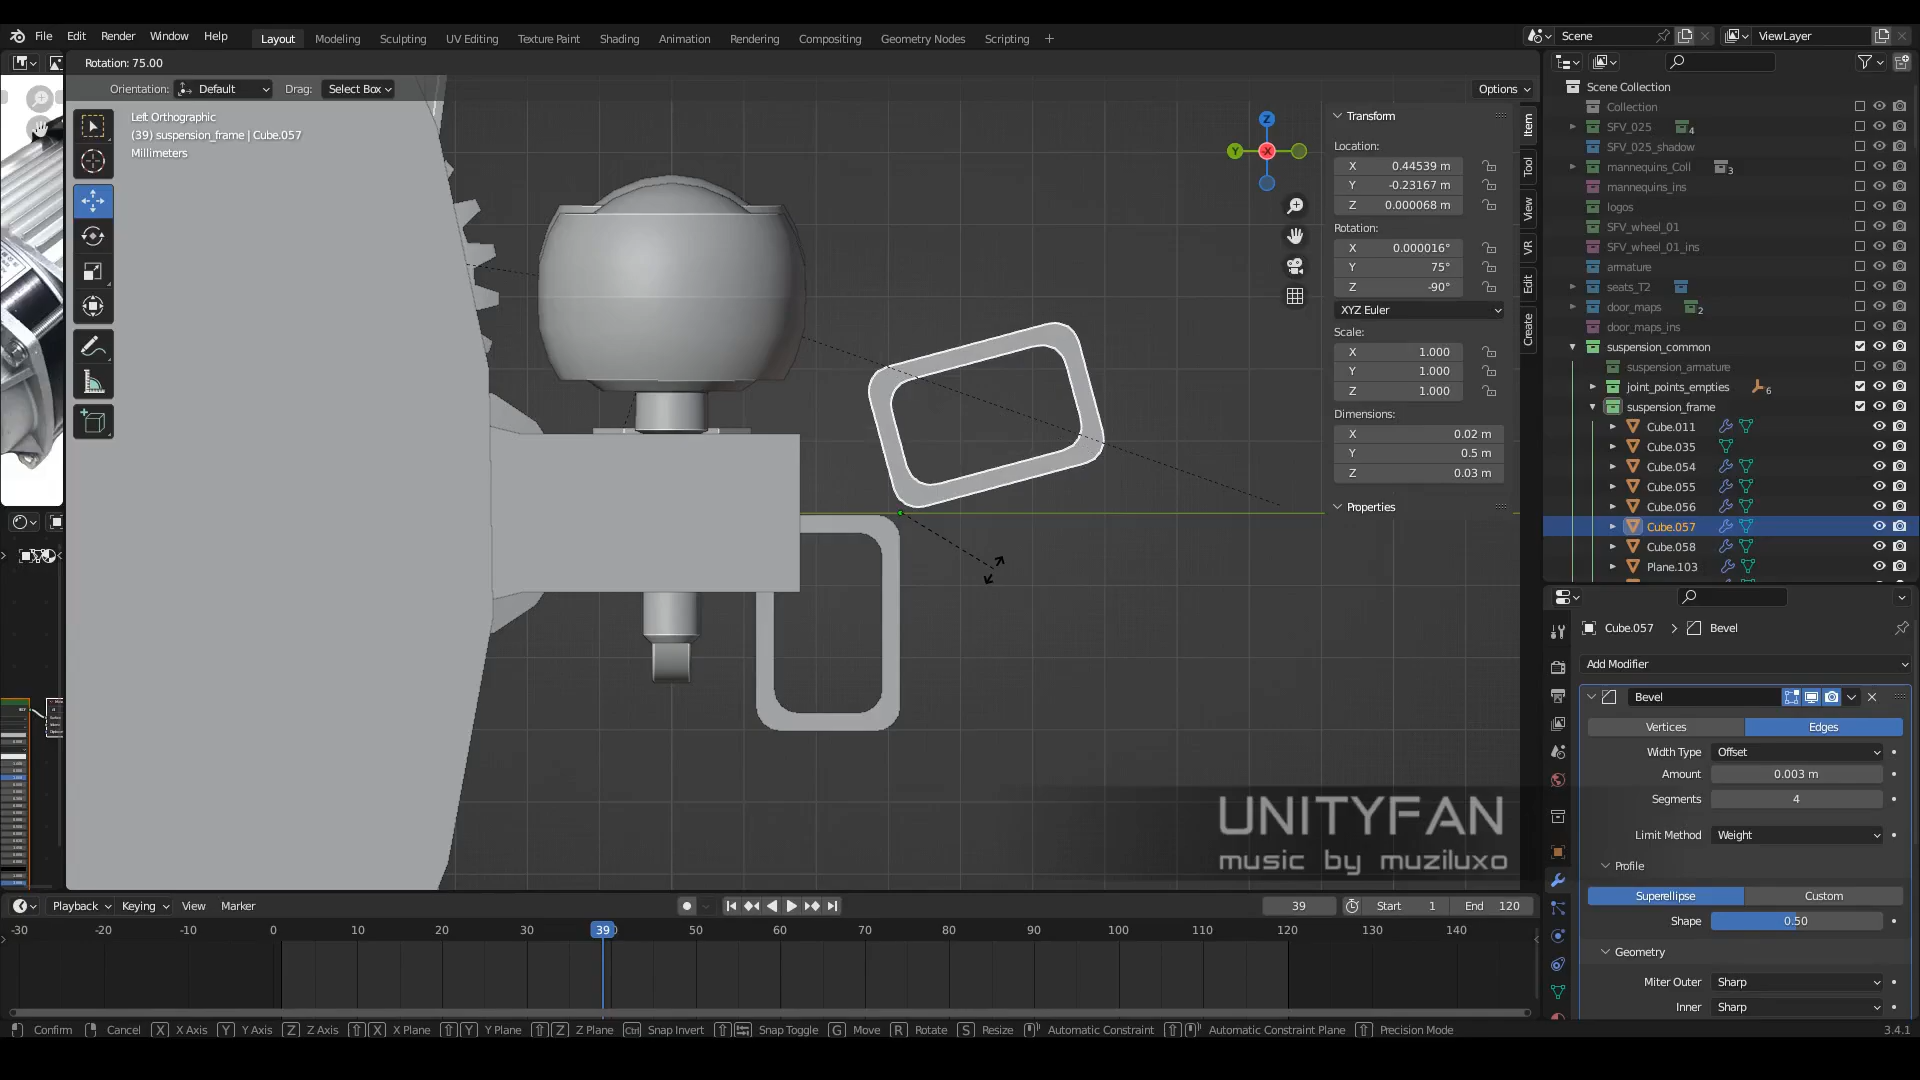 File Edit Render Window Help Layout Modeling Sculpting UV Editing Texture Paint Shading Animation Rendering Compositing Geometry Nodes Scripting + Scene ViewLayer
Rotation: 75.00
Orientation: Default Drag: Select Box Options
Left Orthographic
(39) suspension_frame | Cube.057
Millimeters
Z
Y
-X
Transform
Location:
X 0.44539 m
Y -0.23167 m
Z 0.000068 m
Rotation:
X 0.000016°
Y 75°
Z -90°
XYZ Euler
Scale:
X 1.000
Y 1.000
Z 1.000
Dimensions:
X 0.02 m
Y 0.5 m
Z 0.03 m
Properties
Item
Tool
View
VR
Edit
Create
Scene Collection
Collection
SFV_025 4
SFV_025_shadow
mannequins_Coll 3
mannequins_ins
logos
SFV_wheel_01
SFV_wheel_01_ins
armature
seats_T2
door_maps 2
door_maps_ins
suspension_common
suspension_armature
joint_points_empties 6
suspension_frame
Cube.011
Cube.035
Cube.054
Cube.055
Cube.056
Cube.057
Cube.058
Plane.103
Cube.057 > Bevel
Add Modifier
Bevel
Vertices Edges
Width Type Offset
Amount 0.003 m
Segments 4
Limit Method Weight
Profile
Superellipse Custom
Shape 0.50
Geometry
Miter Outer Sharp
Inner Sharp
UNITYFAN
music by muziluxo
Playback Keying View Marker 39 Start 1 End 120
-30 -20 -10 0 10 20 30 39 50 60 70 80 90 100 110 120 130 140
Confirm Cancel X X Axis Y Y Axis Z Z Axis X X Plane Y Y Plane Z Z Plane Ctrl Snap Invert Snap Toggle G Move R Rotate S Resize Automatic Constraint Automatic Constraint Plane Precision Mode 3.4.1